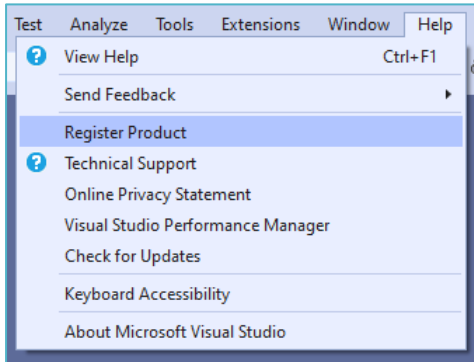 Test Analyze Tools Extensions Window Help
View Help Ctrl+F1
Send Feedback
Register Product
Technical Support
Online Privacy Statement
Visual Studio Performance Manager
Check for Updates
Keyboard Accessibility
About Microsoft Visual Studio